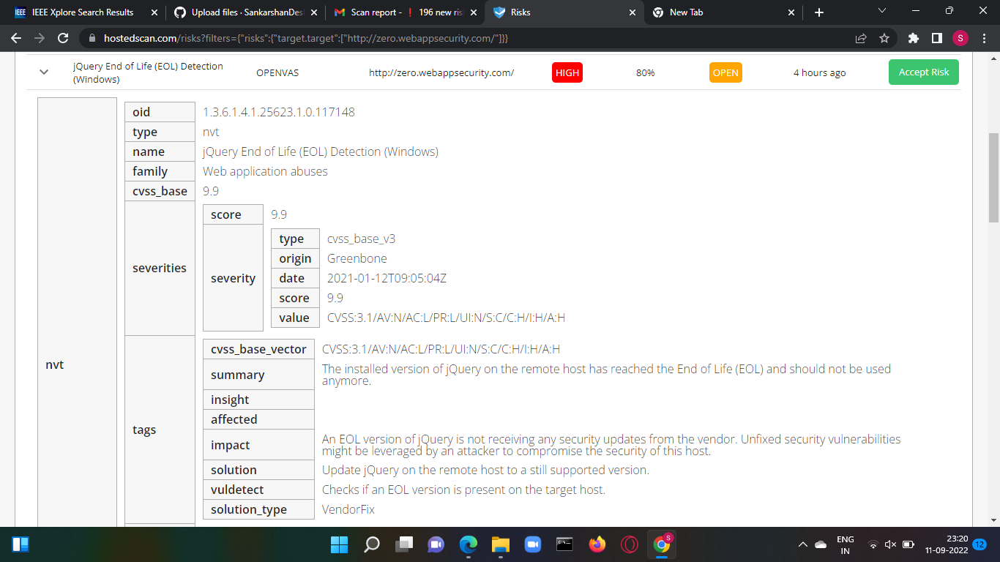 IEEE Xplore Search Results
Upload files · SankarshanDes
Scan report - ❗ 196 new ris
Risks
New Tab
hostedscan.com/risks?filters={"risks":{"target.target":["http://zero.webappsecurity.com/"]}}
S
jQuery End of Life (EOL) Detection
(Windows)
OPENVAS
http://zero.webappsecurity.com/
HIGH
80%
OPEN
4 hours ago
Accept Risk
nvt
oid 1.3.6.1.4.1.25623.1.0.117148
type nvt
name jQuery End of Life (EOL) Detection (Windows)
family Web application abuses
cvss_base 9.9
severities
score 9.9
severity
type cvss_base_v3
origin Greenbone
date 2021-01-12T09:05:04Z
score 9.9
value CVSS:3.1/AV:N/AC:L/PR:L/UI:N/S:C/C:H/I:H/A:H
tags
cvss_base_vector CVSS:3.1/AV:N/AC:L/PR:L/UI:N/S:C/C:H/I:H/A:H
summary The installed version of jQuery on the remote host has reached the End of Life (EOL) and should not be used
anymore.
insight
affected
impact An EOL version of jQuery is not receiving any security updates from the vendor. Unfixed security vulnerabilities
might be leveraged by an attacker to compromise the security of this host.
solution Update jQuery on the remote host to a still supported version.
vuldetect Checks if an EOL version is present on the target host.
solution_type VendorFix
S
ENG
IN
23:20
11-09-2022
12